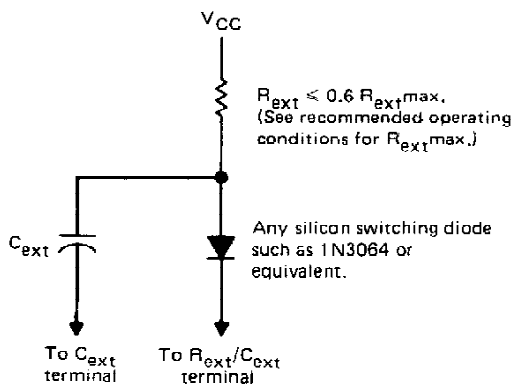 VCC
Rext ≤ 0.6 Rextmax.
(See recommended operating
conditions for Rextmax.)
Cext
Any silicon switching diode
such as 1N3064 or
equivalent.
To Cext
terminal
To Rext/Cext
terminal